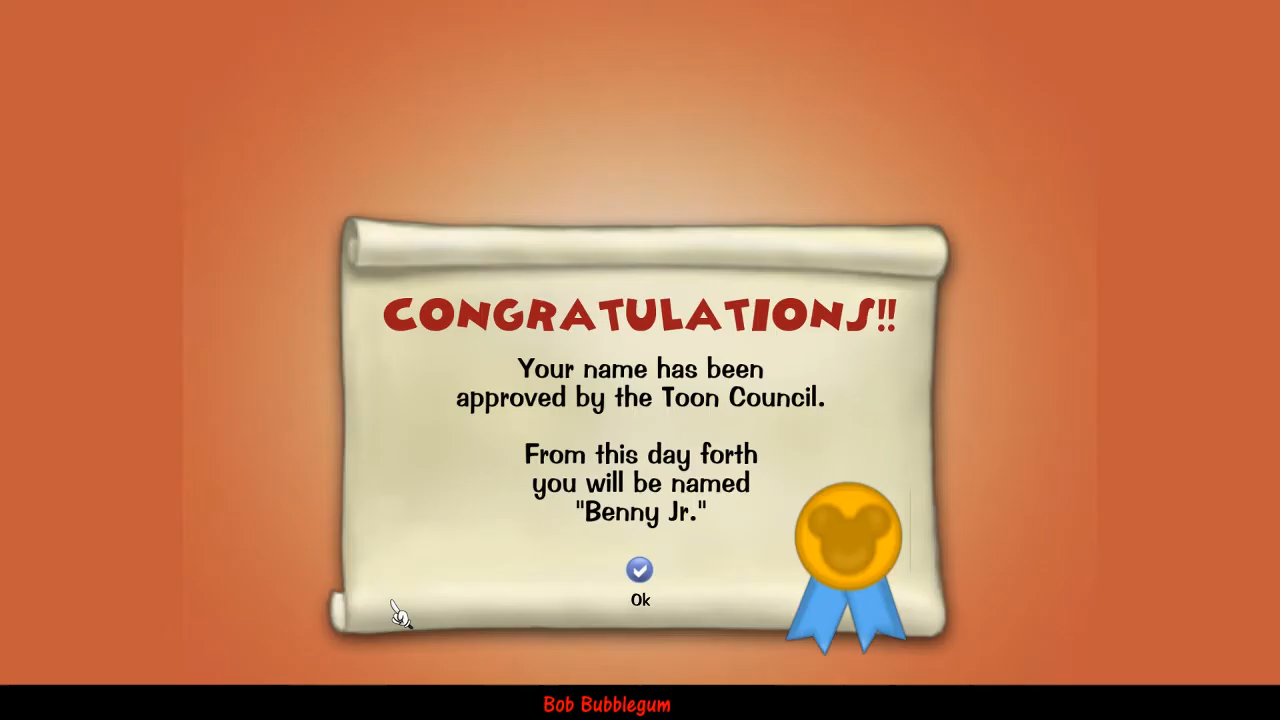 CONGRATULATIONS!!
Your name has been
approved by the Toon Council.
From this day forth
you will be named
"Benny Jr."
Ok
Bob Bubblegum